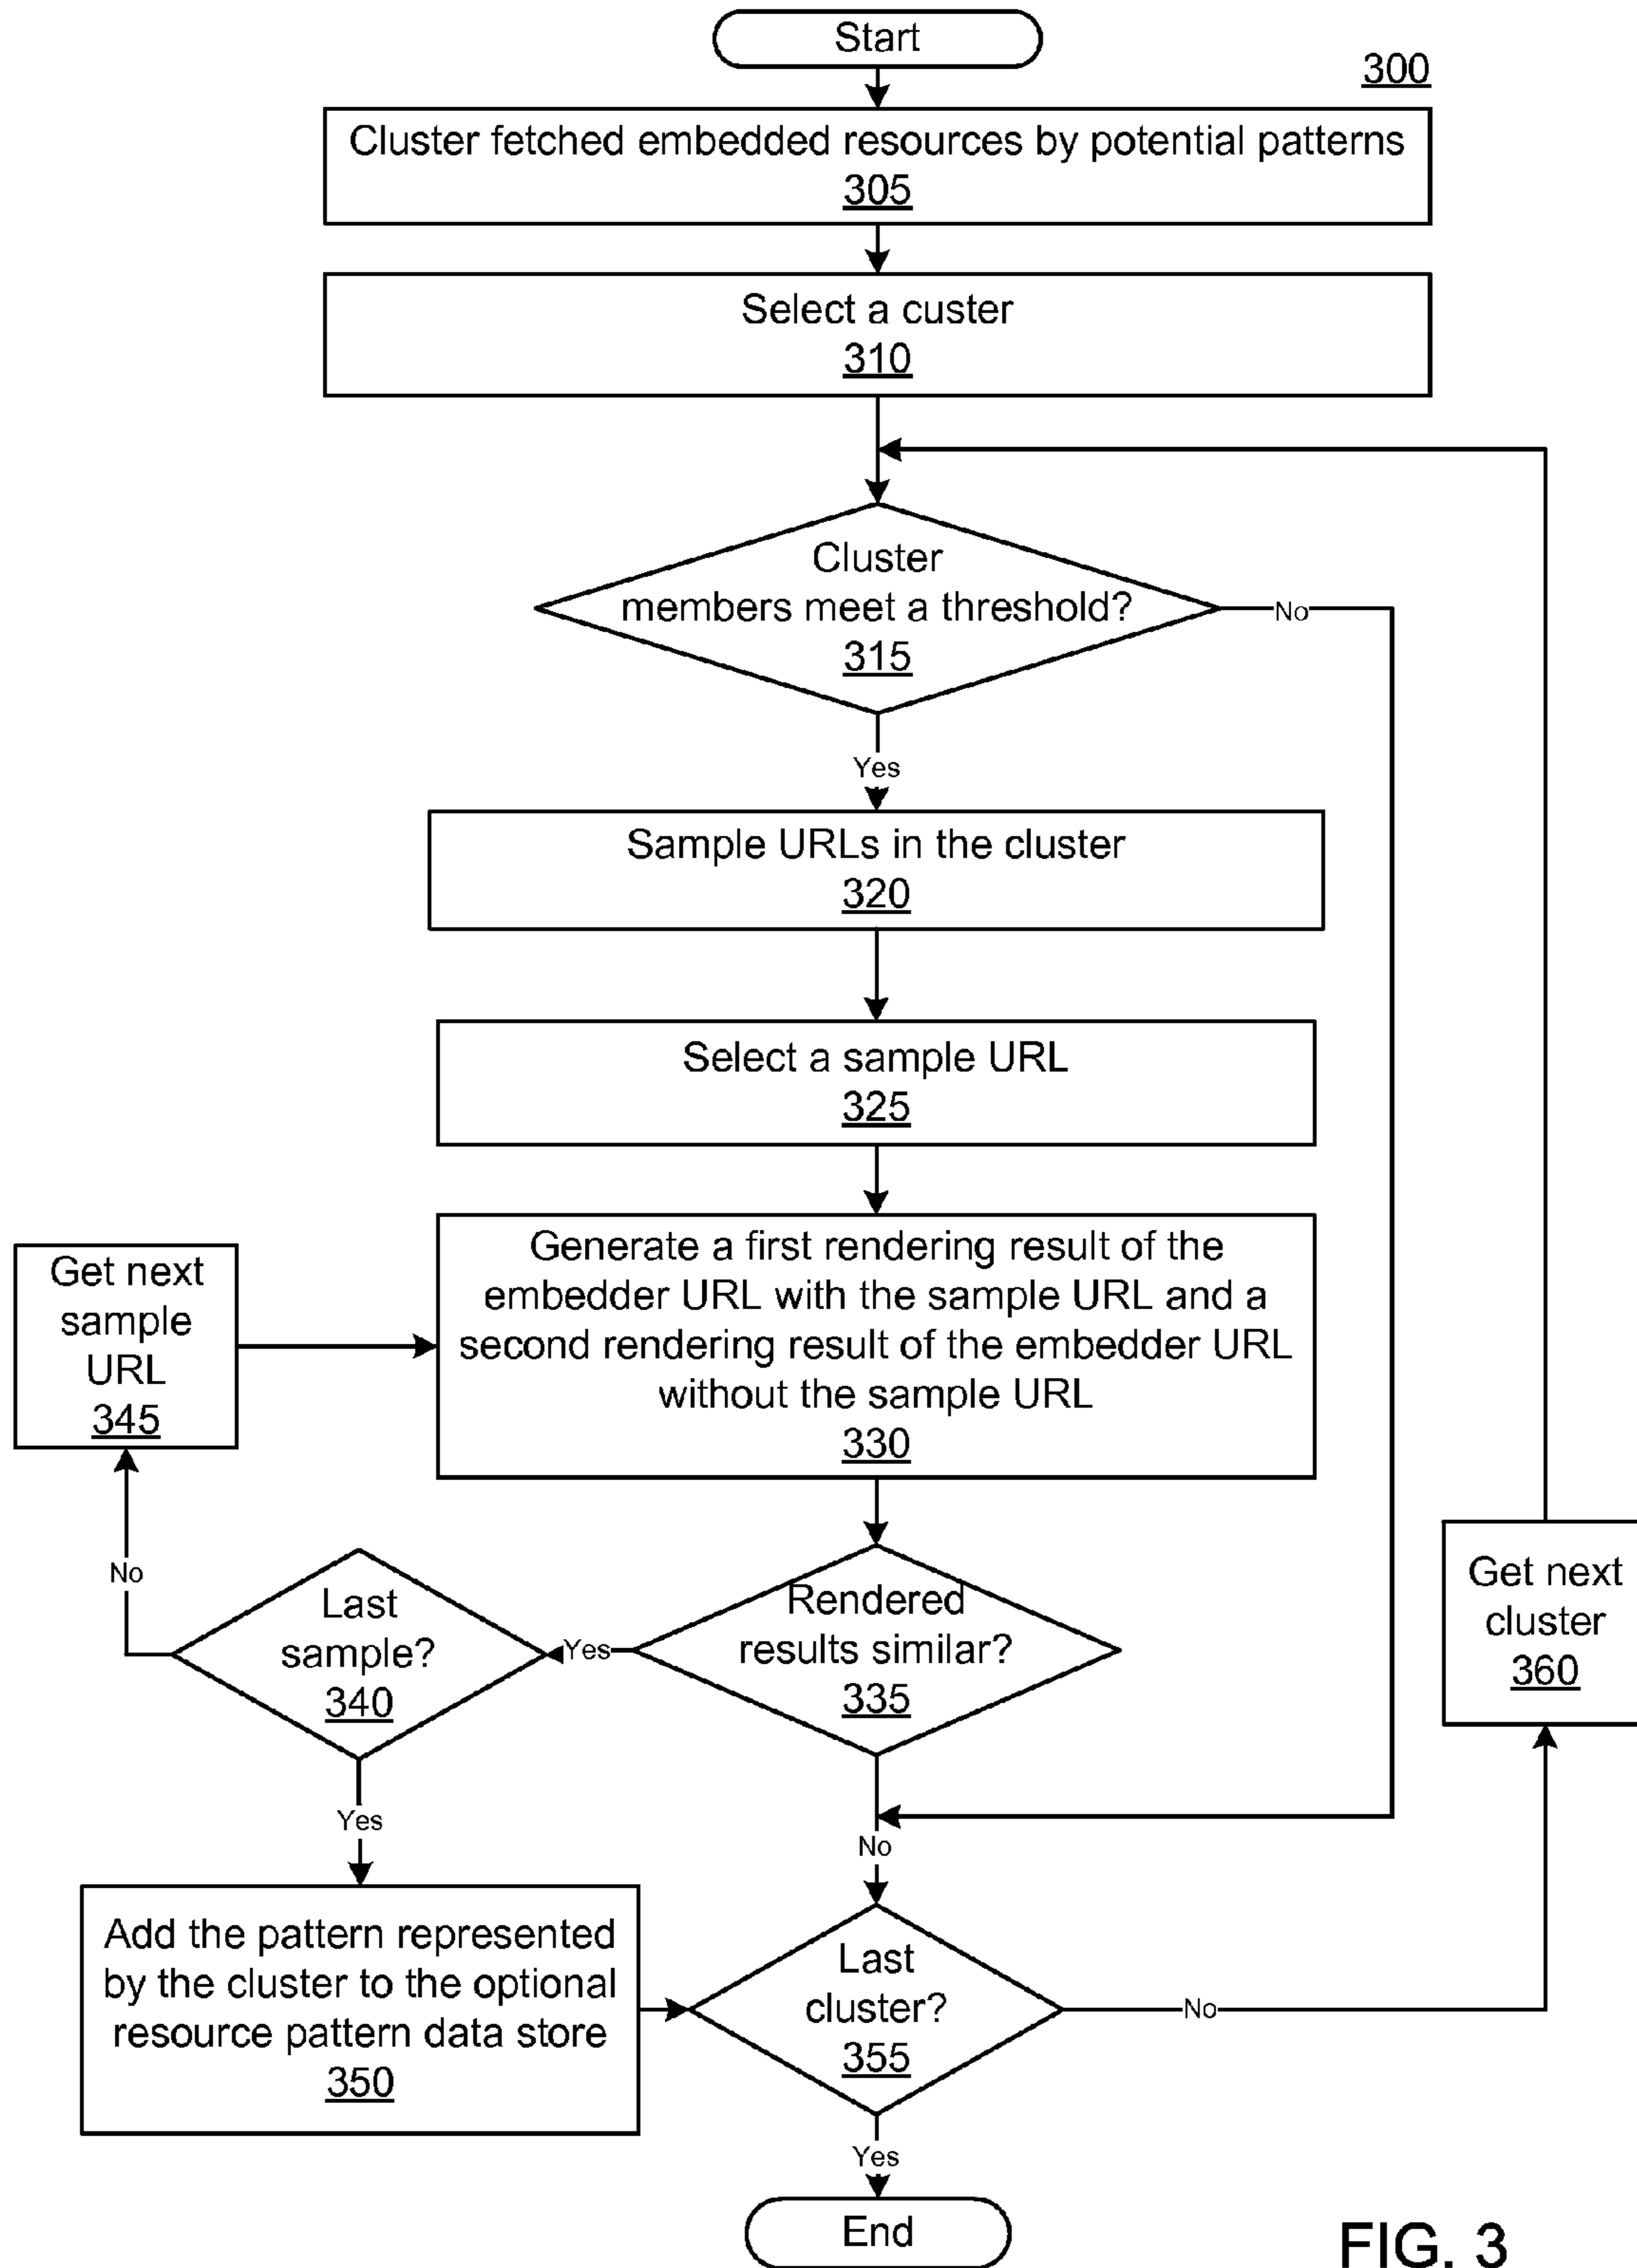 Start
300
Cluster fetched embedded resources by potential patterns
305
Select a custer
310
Cluster
members meet a threshold?
315
No
Yes
Sample URLs in the cluster
320
Select a sample URL
325
Generate a first rendering result of the
embedder URL with the sample URL and a
second rendering result of the embedder URL
without the sample URL
330
Get next
sample
URL
345
Rendered
results similar?
335
Yes
No
Last
sample?
340
No
Yes
Add the pattern represented
by the cluster to the optional
resource pattern data store
350
Last
cluster?
355
No
Get next
cluster
360
Yes
End
FIG. 3